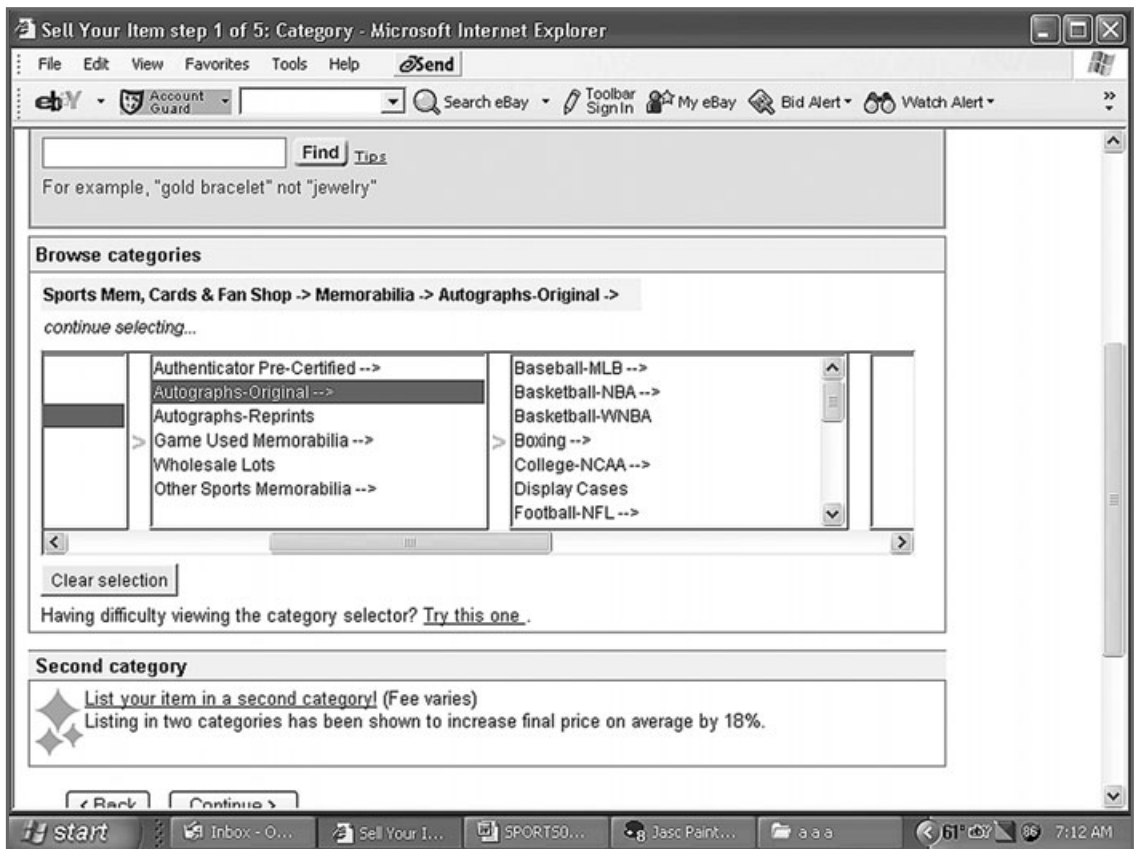 Sell Your Item step 1 of 5: Category - Microsoft Internet Explorer
File Edit View Favorites Tools Help Send
ebY Account Guard Search eBay Toolbar Sign In My eBay Bid Alert Watch Alert
Find Tips
For example, "gold bracelet" not "jewelry"
Browse categories
Sports Mem, Cards & Fan Shop -> Memorabilia -> Autographs-Original ->
continue selecting...
Authenticator Pre-Certified -->
Autographs-Original -->
Autographs-Reprints
Game Used Memorabilia -->
Wholesale Lots
Other Sports Memorabilia -->
Baseball-MLB -->
Basketball-NBA -->
Basketball-WNBA
Boxing -->
College-NCAA -->
Display Cases
Football-NFL -->
Clear selection
Having difficulty viewing the category selector? Try this one .
Second category
List your item in a second category! (Fee varies)
Listing in two categories has been shown to increase final price on average by 18%.
< Back Continue >
start Inbox - O... Sell Your I... SPORTS0... Jasc Paint... a a a 61° 86 7:12 AM